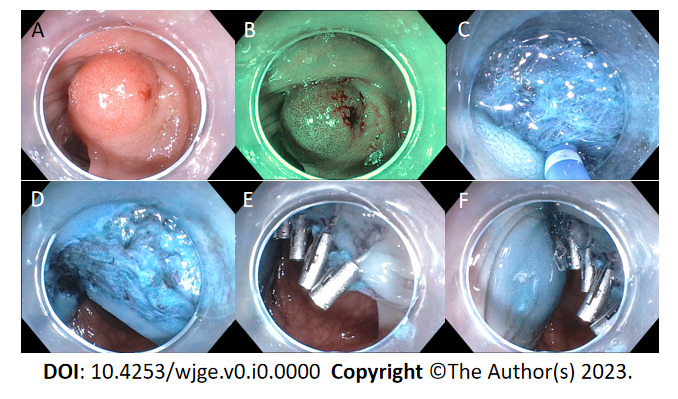 A B C
D E F
DOI: 10.4253/wjge.v0.i0.0000 Copyright ©The Author(s) 2023.